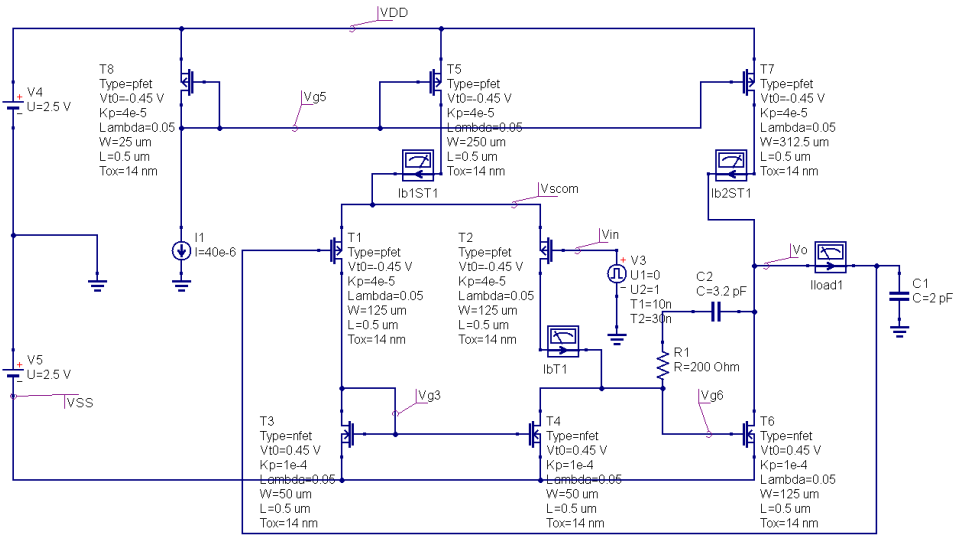 VDD
T8
Type=pfet
Vt0=-0.45 V
Kp=4e-5
Lambda=0.05
W=25 um
L=0.5 um
Tox=14 nm
T5
Type=pfet
Vt0=-0.45 V
Kp=4e-5
Lambda=0.05
W=250 um
L=0.5 um
Tox=14 nm
T7
Type=pfet
Vt0=-0.45 V
Kp=4e-5
Lambda=0.05
W=312.5 um
L=0.5 um
Tox=14 nm
V4
U=2.5 V
Vg5
Ib1ST1
Ib2ST1
Vscom
I1
I=40e-6
T1
Type=pfet
Vt0=-0.45 V
Kp=4e-5
Lambda=0.05
W=125 um
L=0.5 um
Tox=14 nm
T2
Type=pfet
Vt0=-0.45 V
Kp=4e-5
Lambda=0.05
W=125 um
L=0.5 um
Tox=14 nm
Vin
V3
U1=0
U2=1
T1=10n
T2=30n
Vo
Iload1
C2
C=3.2 pF
C1
C=2 pF
V5
U=2.5 V
VSS
IbT1
R1
R=200 Ohm
Vg3
Vg6
T3
Type=nfet
Vt0=0.45 V
Kp=1e-4
Lambda=0.05
W=50 um
L=0.5 um
Tox=14 nm
T4
Type=nfet
Vt0=0.45 V
Kp=1e-4
Lambda=0.05
W=50 um
L=0.5 um
Tox=14 nm
T6
Type=nfet
Vt0=0.45 V
Kp=1e-4
Lambda=0.05
W=125 um
L=0.5 um
Tox=14 nm